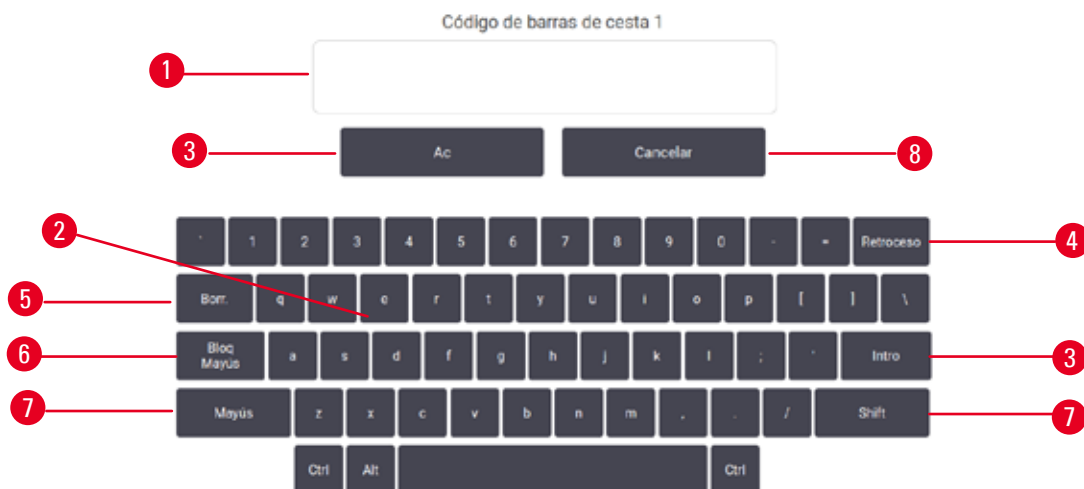 Código de barras de cesta 1
1
3 Ac Cancelar 8
2
` 1 2 3 4 5 6 7 8 9 0 - = Retroceso 4
5 Borr. q w e r t y u i o p [ ] \
6 Bloq Mayús a s d f g h j k l ; ' Intro 3
7 Mayús z x c v b n m , . / Shift 7
Ctrl Alt Ctrl